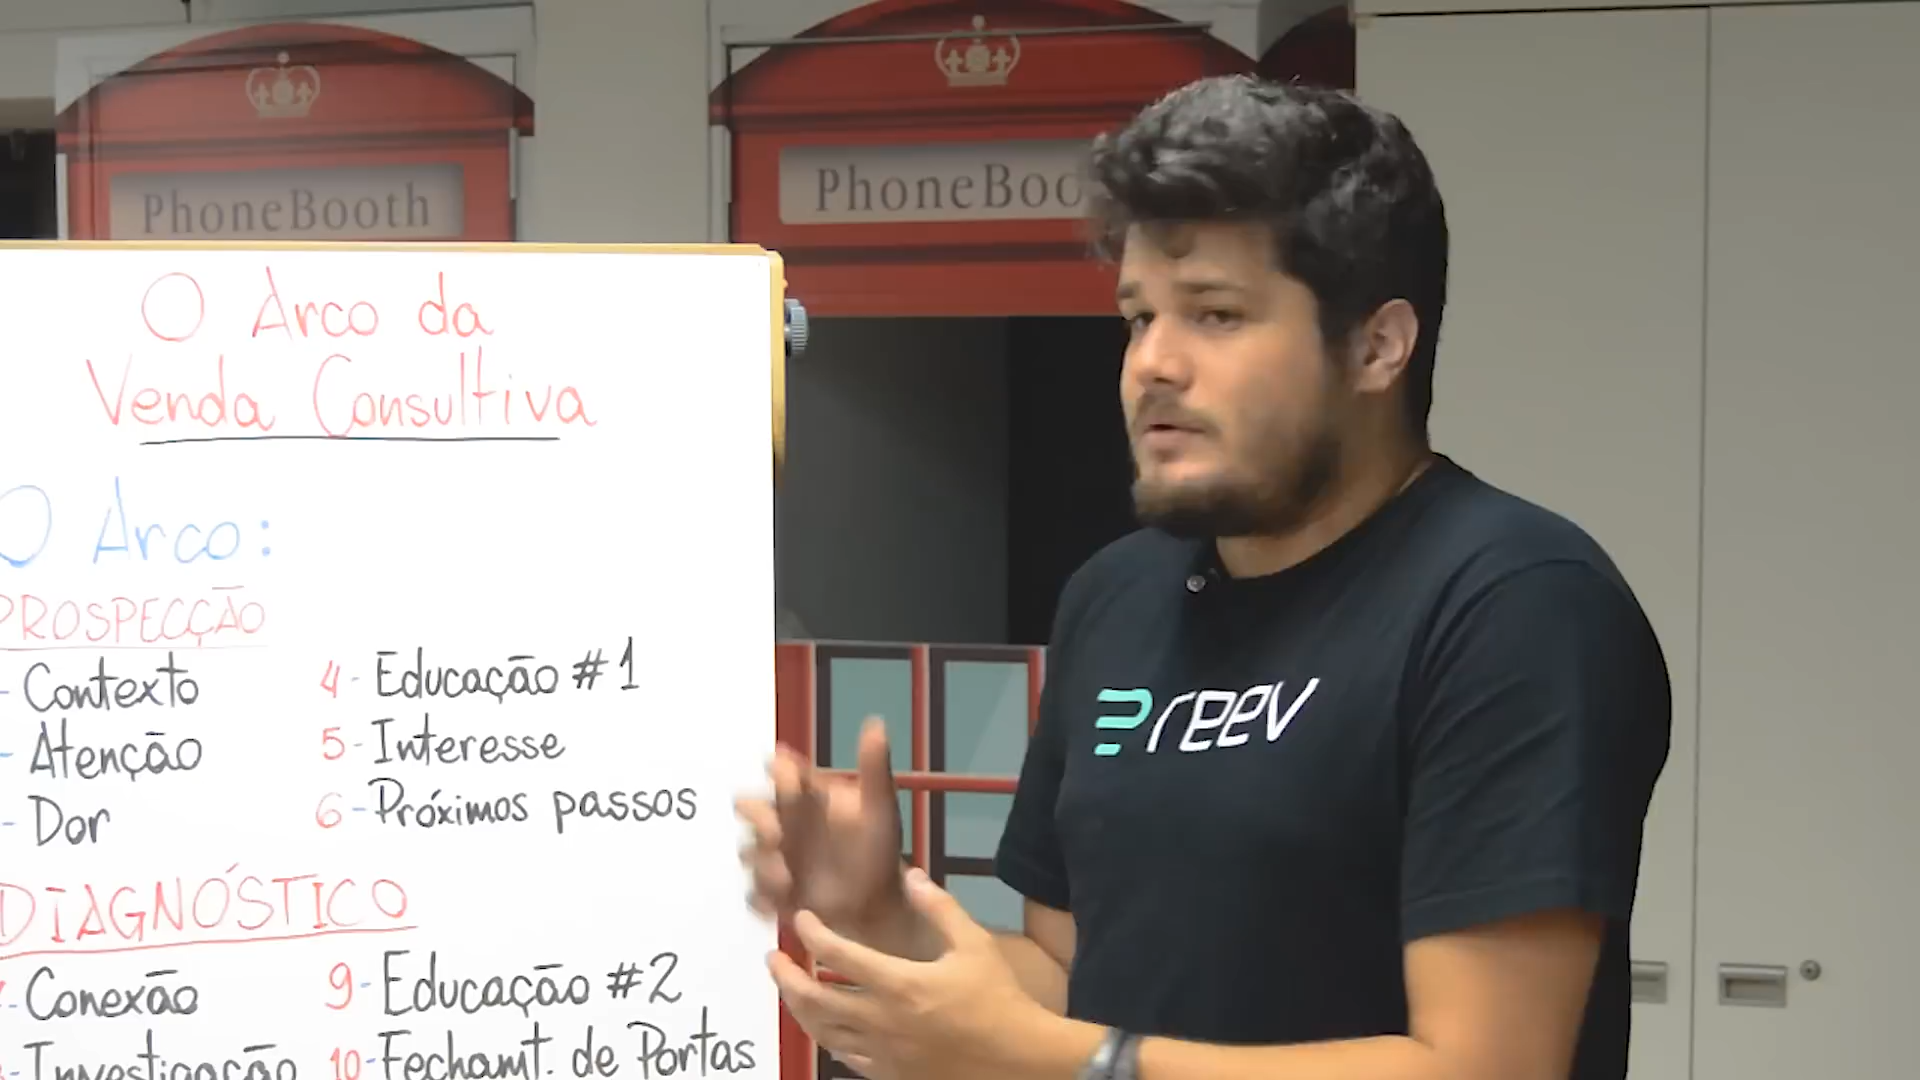 PhoneBooth
PhoneBoo
O Arco da
Venda Consultiva
O Arco:
PROSPECÇÃO
- Contexto
- Atenção
- Dor
4- Educação #1
5- Interesse
6- Próximos passos
DIAGNÓSTICO
- Conexão
- Investigação
9- Educação #2
10- Fechamt. de Portas
reev